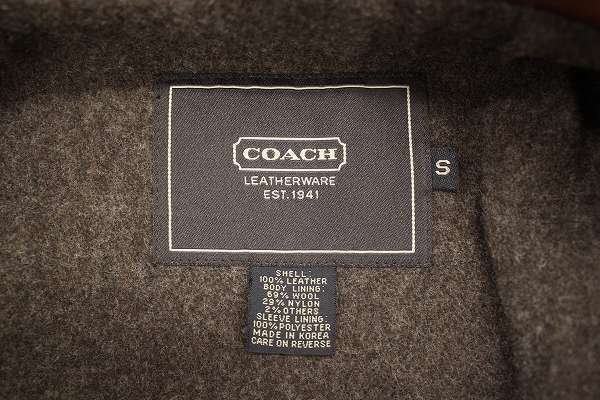 COACH
LEATHERWARE
EST. 1941
S
SHELL:
100% LEATHER
BODY LINING:
69% WOOL
29% NYLON
2% OTHERS
SLEEVE LINING:
100% POLYESTER
MADE IN KOREA
CARE ON REVERSE